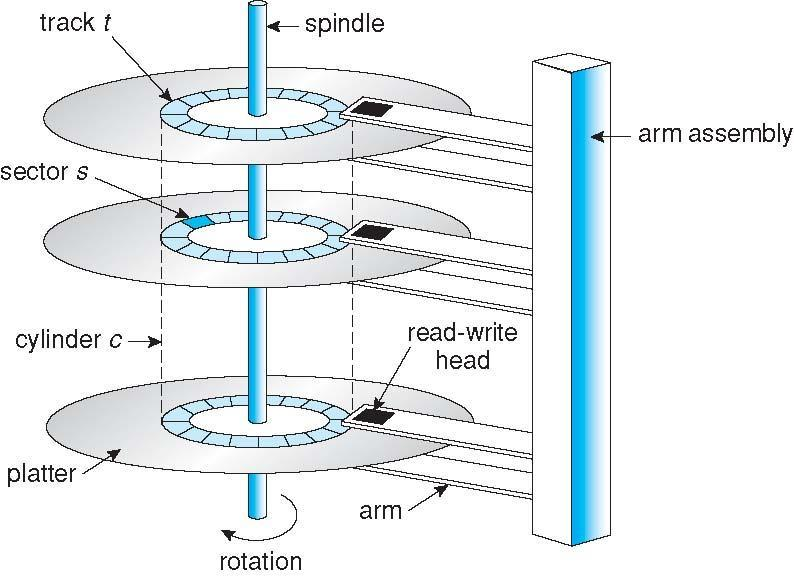 track t
spindle
arm assembly
sector s
cylinder c
read-write
head
platter
arm
rotation